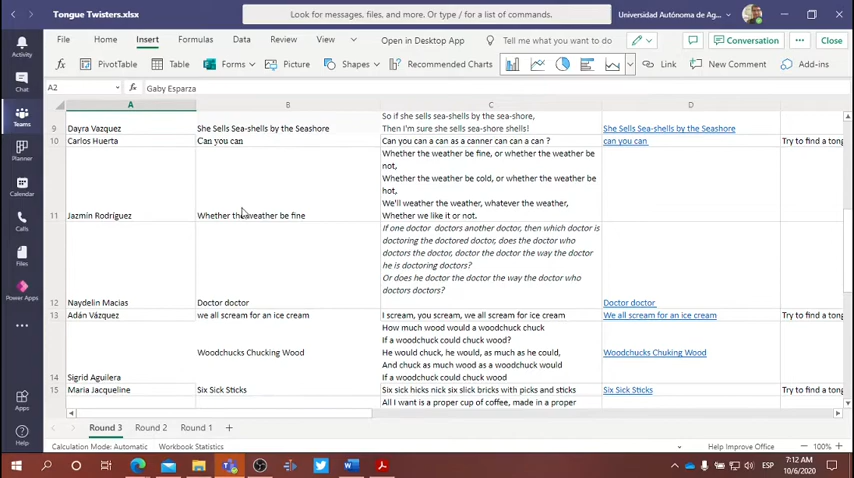 Tongue Twisters.xlsx
Look for messages, files, and more. Or type / for a list of commands.
Universidad Autónoma de Ag...
File Home Insert Formulas Data Review View Open in Desktop App Tell me what you want to do Conversation ... Close
PivotTable Table Forms Picture Shapes Recommended Charts Link New Comment Add-ins
A2 fx Gaby Esparza
A B C D
So if she sells sea-shells on the sea-shore,
9 Dayra Vazquez She Sells Sea-shells by the Seashore Then I'm sure she sells sea-shore shells! She Sells Sea-shells by the Seashore
10 Carlos Huerta Can you can Can you can a can as a canner can can a can ? can you can Try to find a tong
Whether the weather be fine, or whether the weather be
not,
Whether the weather be cold, or whether the weather be
hot,
We'll weather the weather, whatever the weather,
11 Jazmín Rodríguez Whether the weather be fine Whether we like it or not.
If one doctor doctors another doctor, then which doctor is
doctoring the doctored doctor, does the doctor who
doctors the doctor, doctor the doctor the way the doctor
he is doctoring doctors?
Or does he doctor the doctor the way the doctor who
doctors doctors?
12 Naydelin Macias Doctor doctor Doctor doctor
13 Adán Vázquez we all scream for an ice cream I scream, you scream, we all scream for ice cream We all scream for an ice cream Try to find a tong
How much wood would a woodchuck chuck
If a woodchuck could chuck wood?
Woodchucks Chucking Wood He would chuck, he would, as much as he could, Woodchucks Chuking Wood
And chuck as much wood as a woodchuck would
14 Sigrid Aguilera If a woodchuck could chuck wood
15 Maria Jacqueline Six Sick Sticks Six sick hicks nick six slick bricks with picks and sticks Six Sick Sticks Try to find a tong
All I want is a proper cup of coffee, made in a proper
Round 3 Round 2 Round 1 +
Calculation Mode: Automatic Workbook Statistics Help Improve Office 100%
Activity
Chat
Teams
Planner
Calendar
Calls
Files
Power Apps
...
Apps
Help
ESP
7:12 AM
10/6/2020